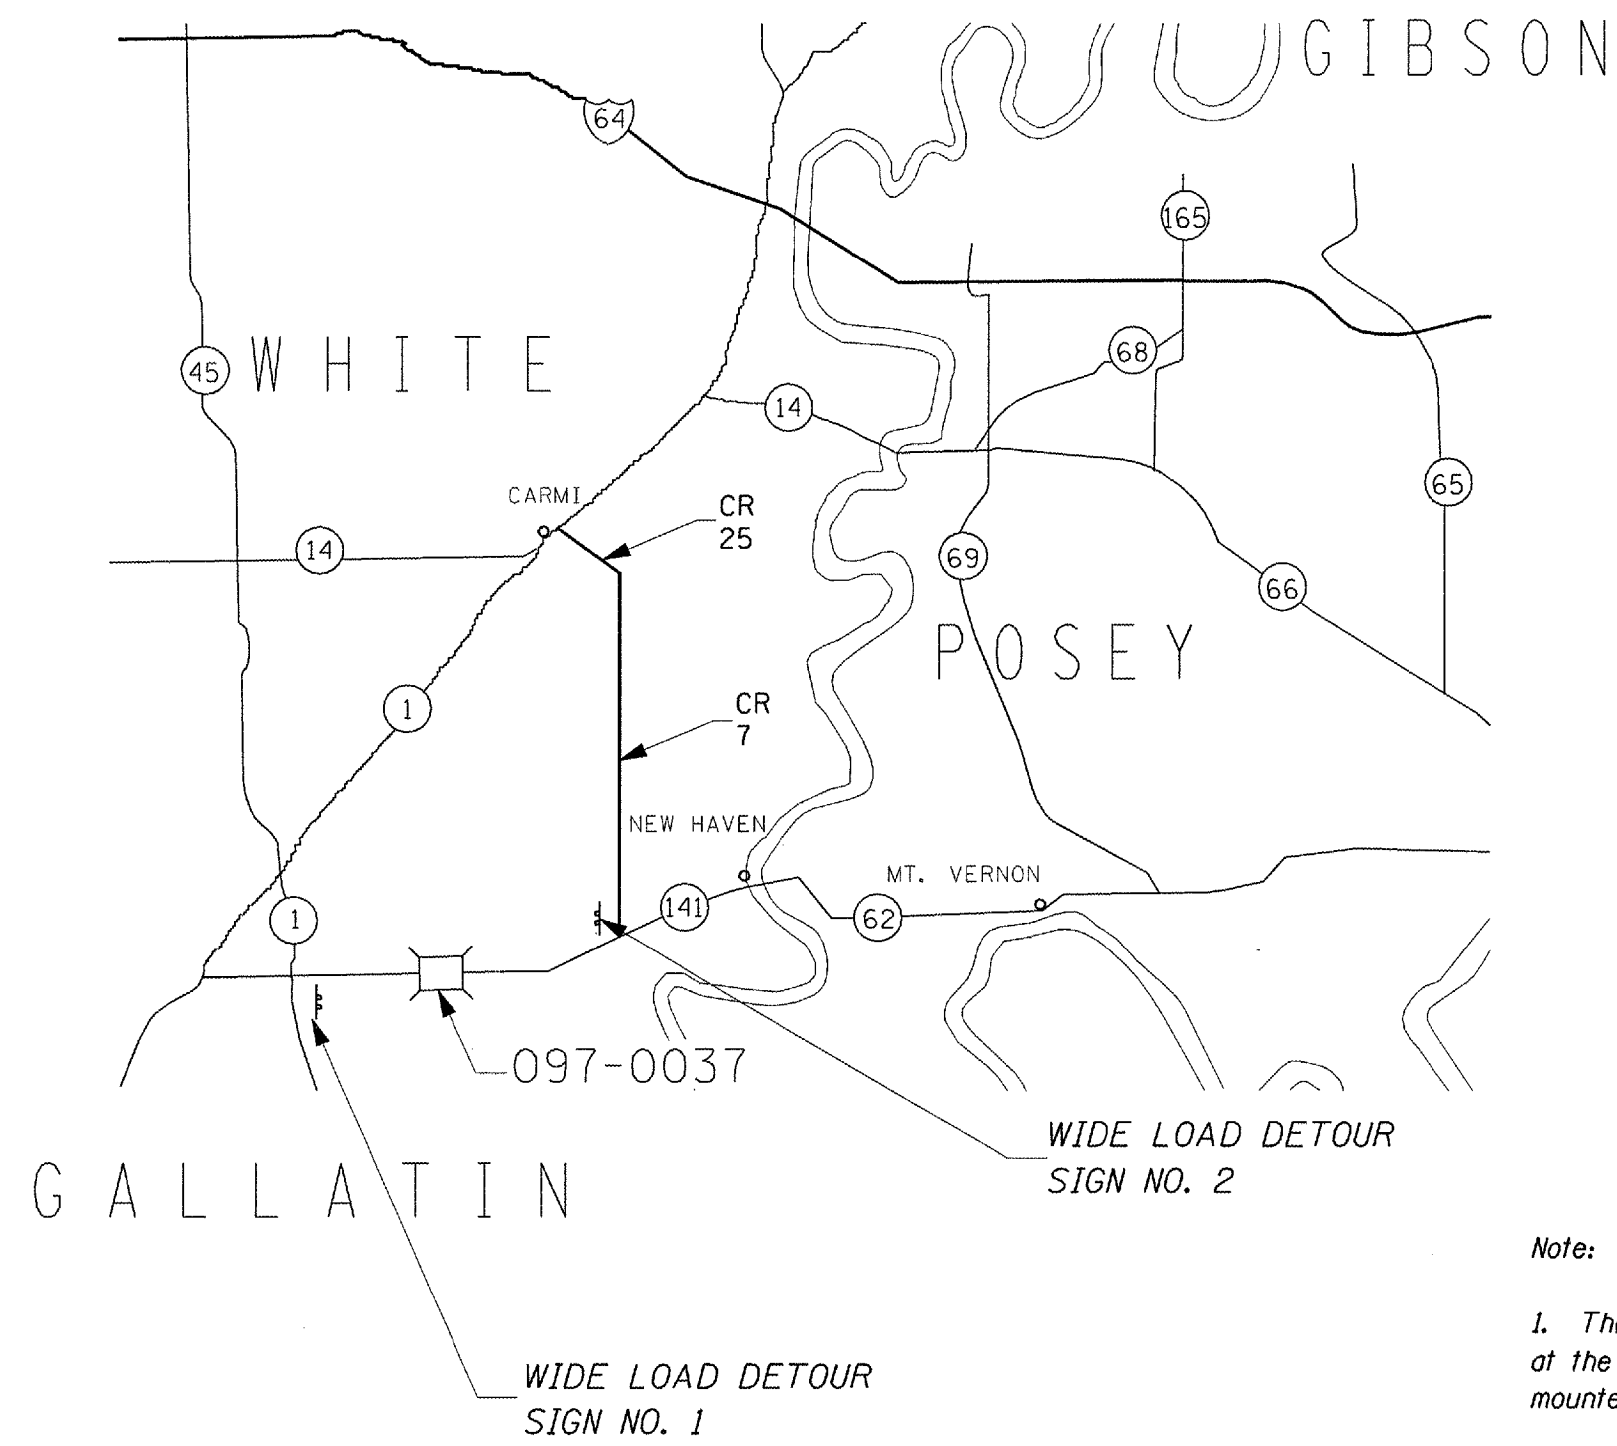 GIBSON
64
165
WHITE
45
68
14
CARMI
CR
25
65
14
69
66
POSEY
1
CR
7
NEW HAVEN
MT. VERNON
141
62
1
097-0037
WIDE LOAD DETOUR
SIGN NO. 2
GALLATIN
Note:
1. The
at the
WIDE LOAD DETOUR
SIGN NO. 1